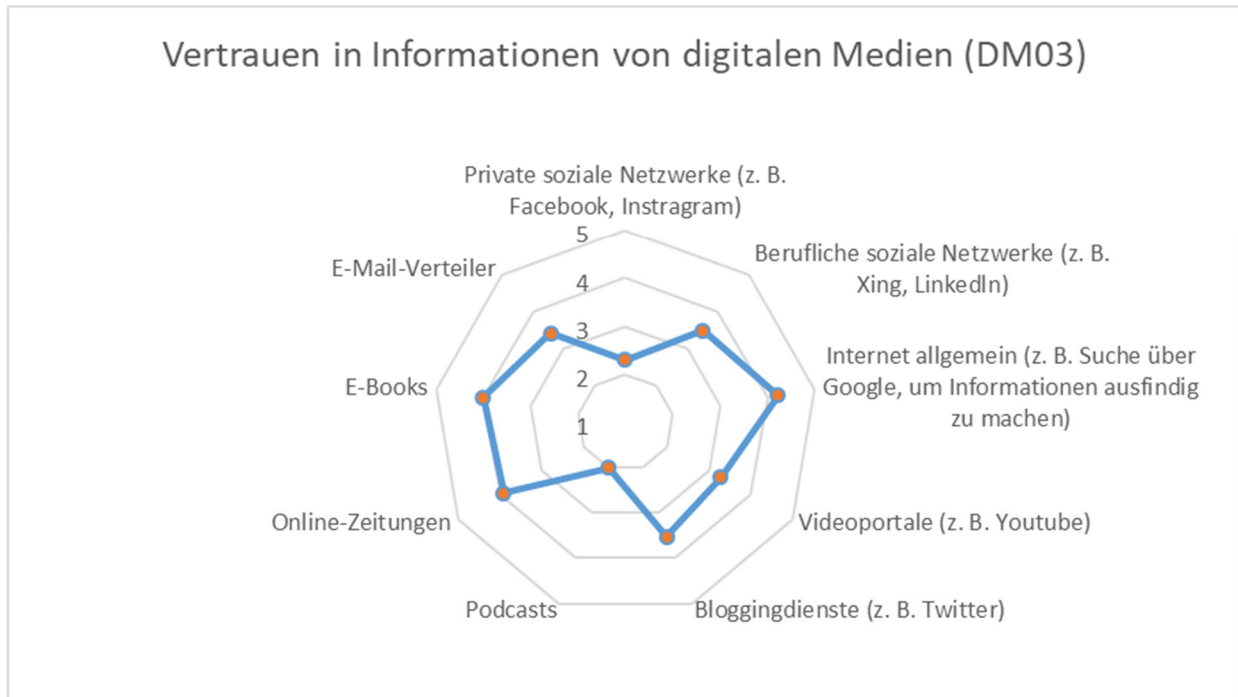 Vertrauen in Informationen von digitalen Medien (DM03)
Private soziale Netzwerke (z. B.
Facebook, Instragram)
5
4
3
2
1
Berufliche soziale Netzwerke (z. B.
Xing, LinkedIn)
Internet allgemein (z. B. Suche über
Google, um Informationen ausfindig
zu machen)
Videoportale (z. B. Youtube)
Bloggingdienste (z. B. Twitter)
Podcasts
Online-Zeitungen
E-Books
E-Mail-Verteiler